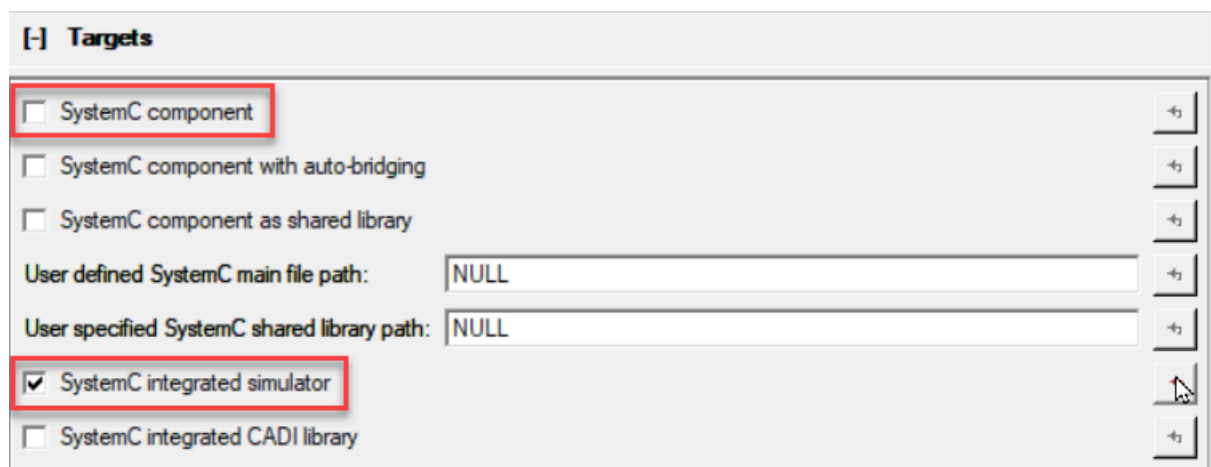 [-] Targets
SystemC component
SystemC component with auto-bridging
SystemC component as shared library
User defined SystemC main file path: NULL
User specified SystemC shared library path: NULL
SystemC integrated simulator
SystemC integrated CADI library